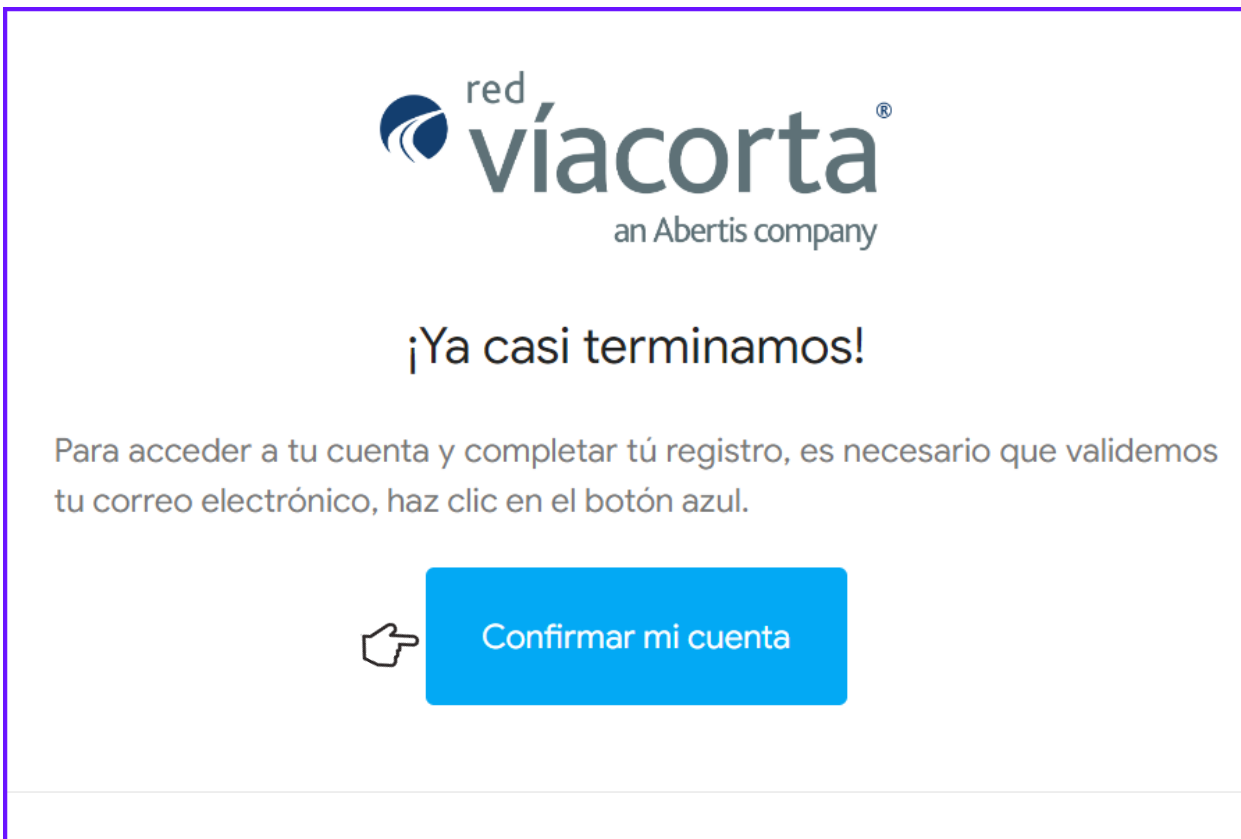 red
víacorta®
an Abertis company
¡Ya casi terminamos!
Para acceder a tu cuenta y completar tú registro, es necesario que validemos
tu correo electrónico, haz clic en el botón azul.
Confirmar mi cuenta